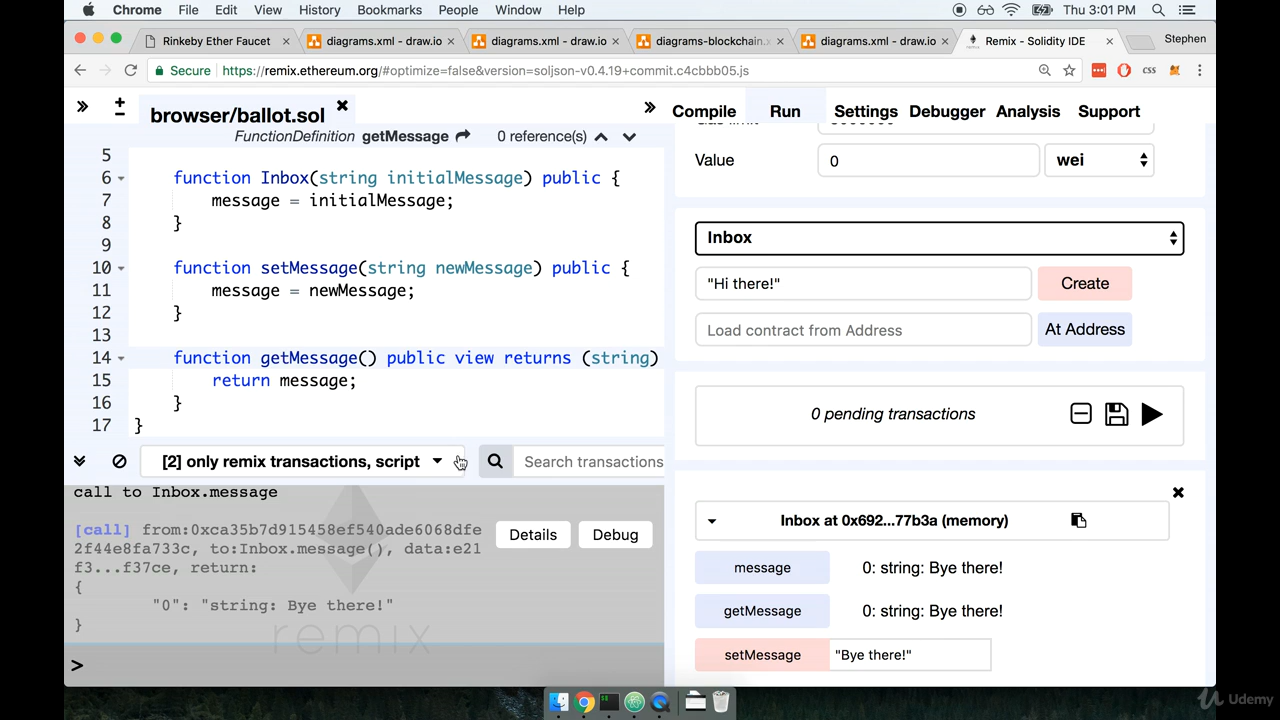 Chrome File Edit View History Bookmarks People Window Help Thu 3:01 PM
Rinkeby Ether Faucet diagrams.xml - draw.io diagrams.xml - draw.io diagrams-blockchain. diagrams.xml - draw.io Remix - Solidity IDE Stephen
Secure https://remix.ethereum.org/#optimize=false&version=soljson-v0.4.19+commit.c4cbbb05.js
browser/ballot.sol Compile Run Settings Debugger Analysis Support
FunctionDefinition getMessage 0 reference(s)
5
6 function Inbox(string initialMessage) public {
7 message = initialMessage;
8 }
9
10 function setMessage(string newMessage) public {
11 message = newMessage;
12 }
13
14 function getMessage() public view returns (string)
15 return message;
16 }
17 }
[2] only remix transactions, script Search transactions
call to Inbox.message
[call] from:0xca35b7d915458ef540ade6068dfe
2f44e8fa733c, to:Inbox.message(), data:e21
f3...f37ce, return:
{
"0": "string: Bye there!"
}
Details Debug
remix
>
Value 0 wei
Inbox
"Hi there!" Create
Load contract from Address At Address
0 pending transactions
Inbox at 0x692...77b3a (memory)
message 0: string: Bye there!
getMessage 0: string: Bye there!
setMessage "Bye there!"
Udemy